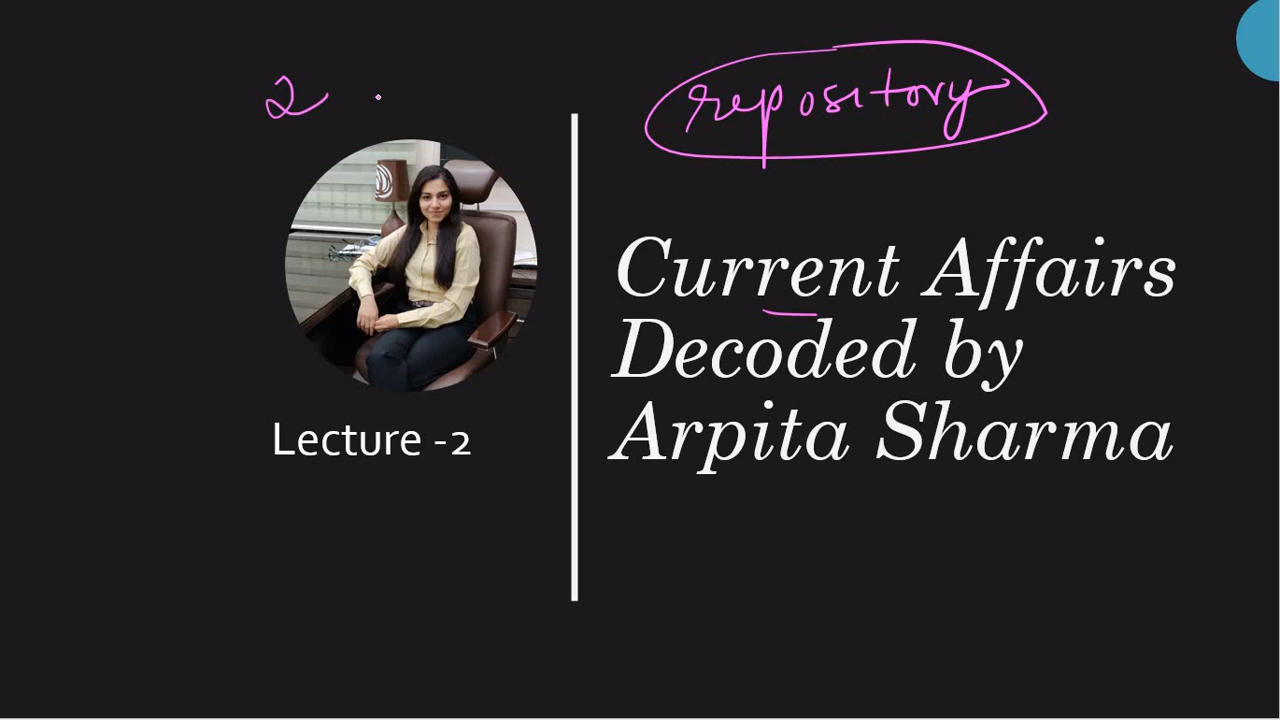 2
repository
Current Affairs
Decoded by
Arpita Sharma
Lecture -2